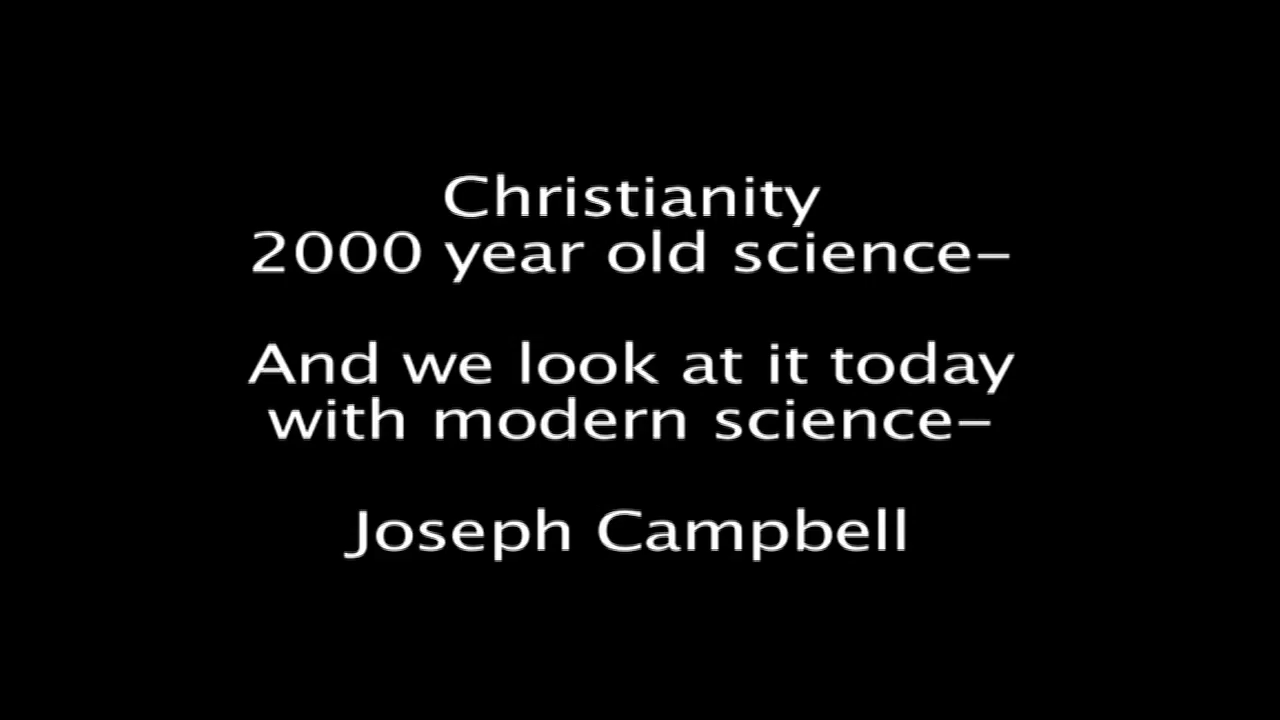 Christianity
2000 year old science–
And we look at it today
with modern science–
Joseph Campbell